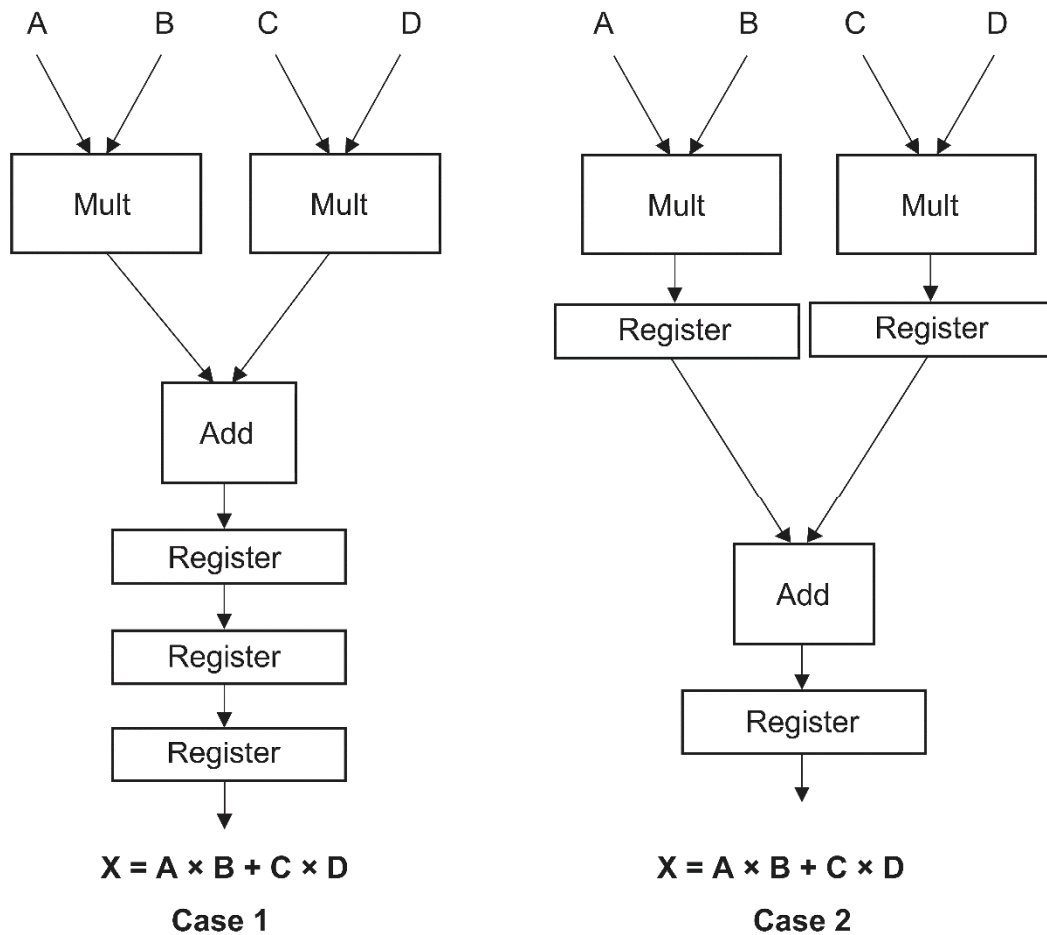 A B C D
Mult Mult
Add
Register
Register
Register
X = A × B + C × D
Case 1
A B C D
Mult Mult
Register Register
Add
Register
X = A × B + C × D
Case 2